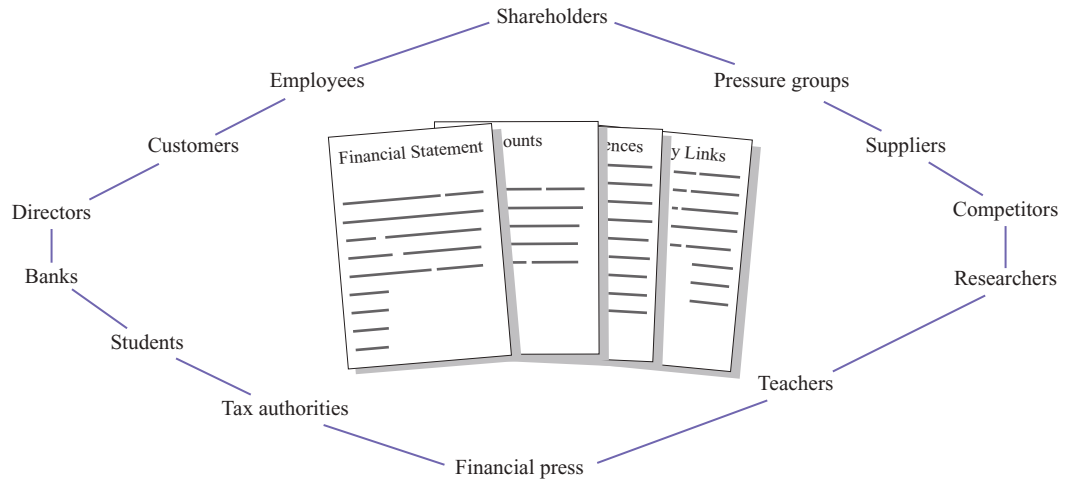 Shareholders
Employees
Pressure groups
Customers
Suppliers
Financial Statement
ounts
ences
y Links
Directors
Competitors
Banks
Researchers
Students
Teachers
Tax authorities
Financial press